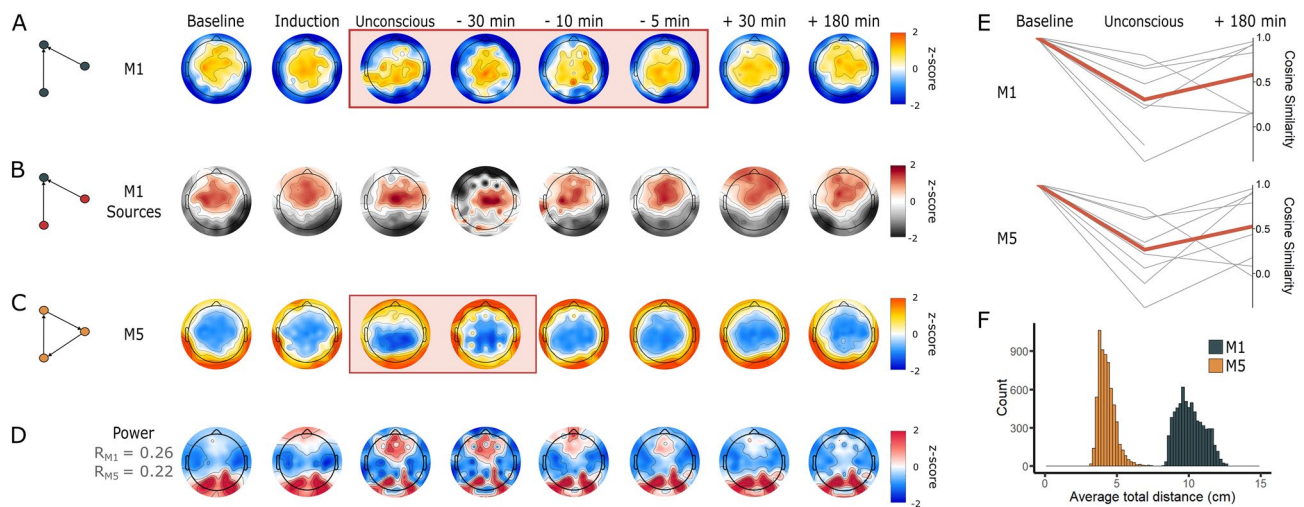 A
Baseline
Induction
Unconscious
- 30 min
- 10 min
- 5 min
+ 30 min
+ 180 min
M1
2
0
-2
z-score
B
M1
Sources
2
0
-2
z-score
C
M5
2
0
-2
z-score
D
Power
RM1 = 0.26
RM5 = 0.22
2
0
-2
z-score
E
Baseline
Unconscious
+ 180 min
M1
1.0
0.5
0.0
Cosine Similarity
M5
1.0
0.5
0.0
Cosine Similarity
F
900
600
300
0
Count
M1
M5
0
5
10
15
Average total distance (cm)